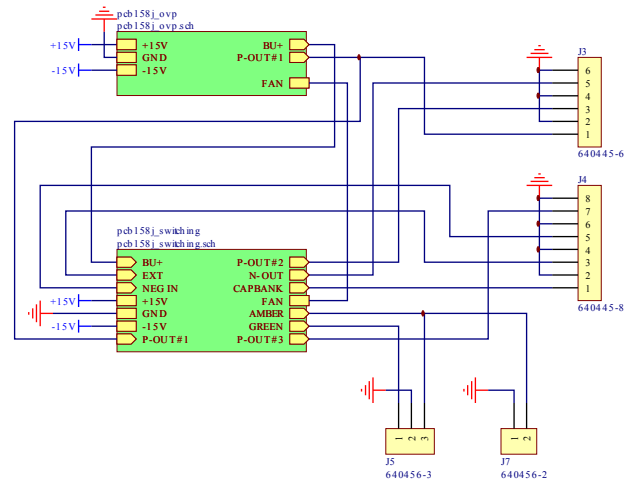 pcb158j_ovp
pcb158j_ovp.sch
+15V
-15V
+15V
GND
-15V
BU+
P-OUT#1
FAN
J3
6
5
4
3
2
1
640445-6
J4
8
7
6
5
4
3
2
1
640445-8
pcb158j_switching
pcb158j_switching.sch
+15V
-15V
BU+
EXT
NEG IN
+15V
GND
-15V
P-OUT#1
P-OUT#2
N-OUT
CAPBANK
FAN
AMBER
GREEN
P-OUT#3
1
2
3
J5
640456-3
1
2
J7
640456-2